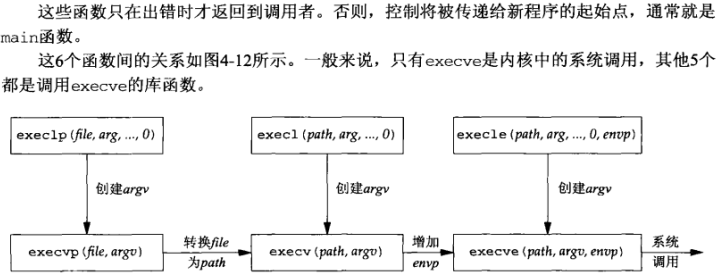 这些函数只在出错时才返回到调用者。否则，控制将被传递给新程序的起始点，通常就是
main函数。
这6个函数间的关系如图4-12所示。一般来说，只有execve是内核中的系统调用，其他5个
都是调用execve的库函数。
execlp(file, arg, ..., 0) execl(path, arg, ..., 0) execle(path, arg, ..., 0, envp)
创建argv 创建argv 创建argv
execvp(file, argv) 转换file 为path execv(path, argv) 增加 envp execve(path, argv, envp) 系统 调用